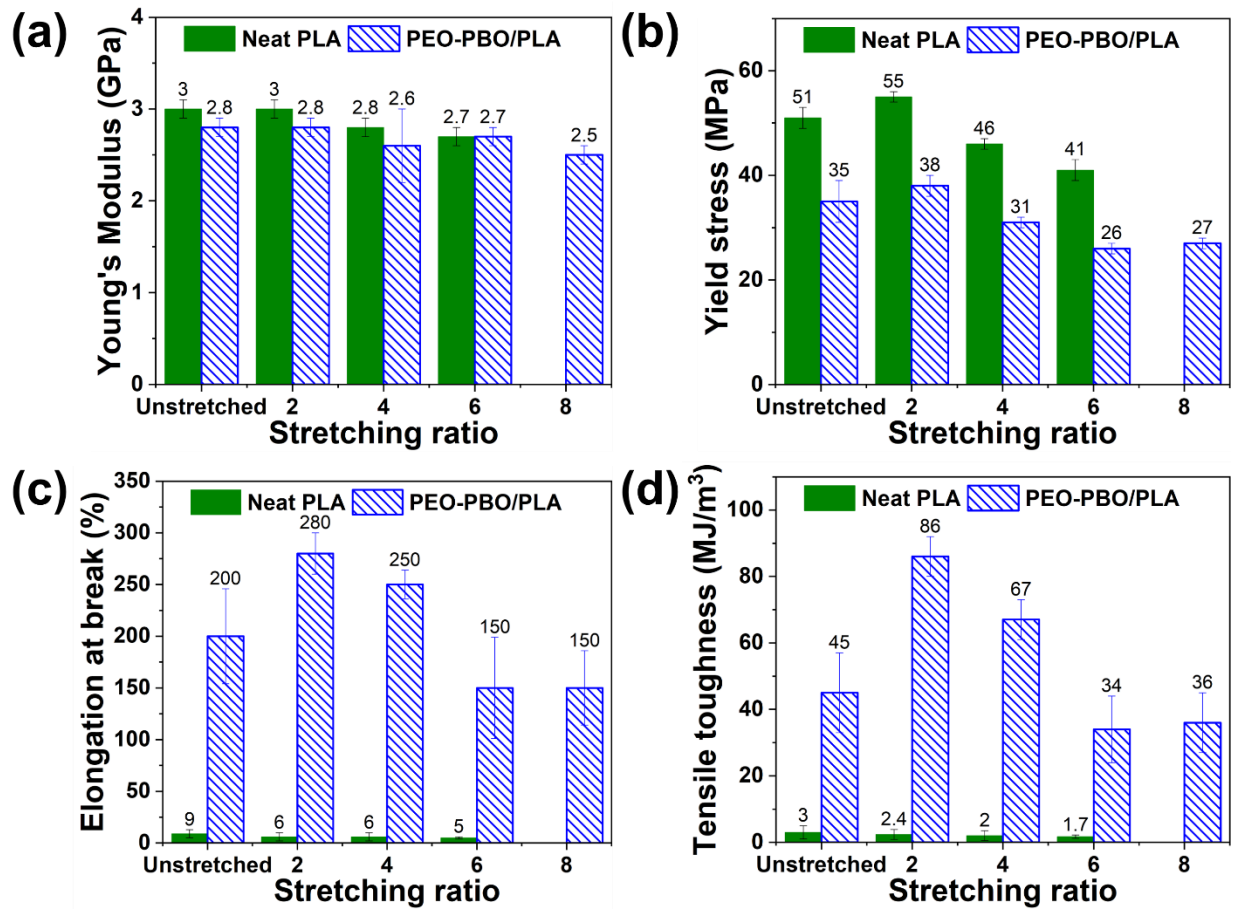 (a)
Neat PLA PEO-PBO/PLA
Young's Modulus (GPa)
4
3
2
1
0
3 2.8 3 2.8 2.8 2.6 2.7 2.7 2.5
Unstretched 2 4 6 8
Stretching ratio
(b)
Neat PLA PEO-PBO/PLA
Yield stress (MPa)
60
40
20
0
51 35 55 38 46 31 41 26 27
Unstretched 2 4 6 8
Stretching ratio
(c)
Neat PLA PEO-PBO/PLA
Elongation at break (%)
350
300
250
200
150
100
50
0
9 200 6 280 6 250 5 150 150
Unstretched 2 4 6 8
Stretching ratio
(d)
Neat PLA PEO-PBO/PLA
Tensile toughness (MJ/m³)
100
80
60
40
20
0
3 45 2.4 86 2 67 1.7 34 36
Unstretched 2 4 6 8
Stretching ratio